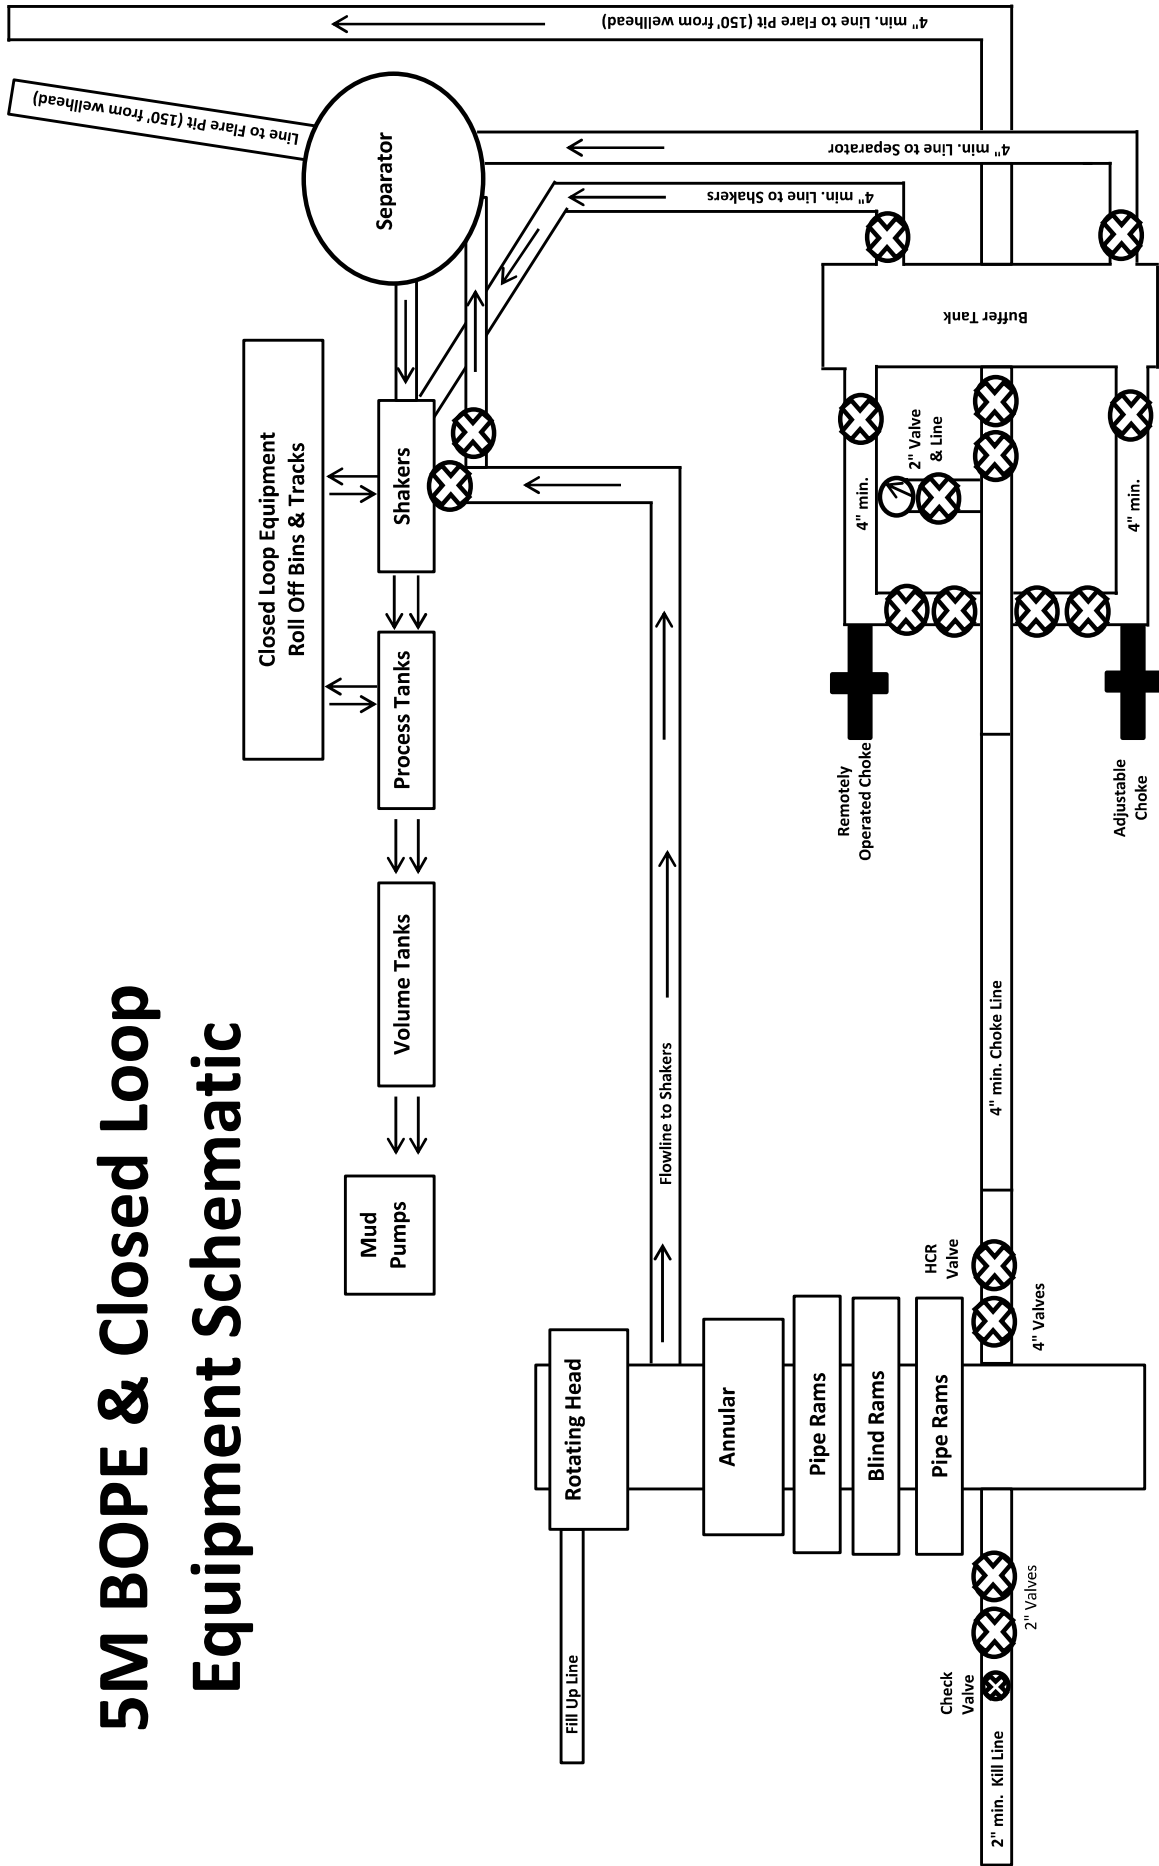 5M BOPE & Closed Loop
Equipment Schematic
Mud
Pumps
Volume Tanks
Process Tanks
Shakers
Closed Loop Equipment
Roll Off Bins & Tracks
Separator
Line to Flare Pit (150' from wellhead)
4" min. Line to Flare Pit (150'from wellhead)
Fill Up Line
Rotating Head
Flowline to Shakers
4" min. Line to Separator
4" min. Line to Shakers
Annular
Pipe Rams
Blind Rams
Pipe Rams
Remotely
Operated Choke
4" min.
2" Valve
& Line
Buffer Tank
Check
Valve
2" min. Kill Line
2" Valves
HCR
Valve
4" Valves
4" min. Choke Line
Adjustable
Choke
4" min.